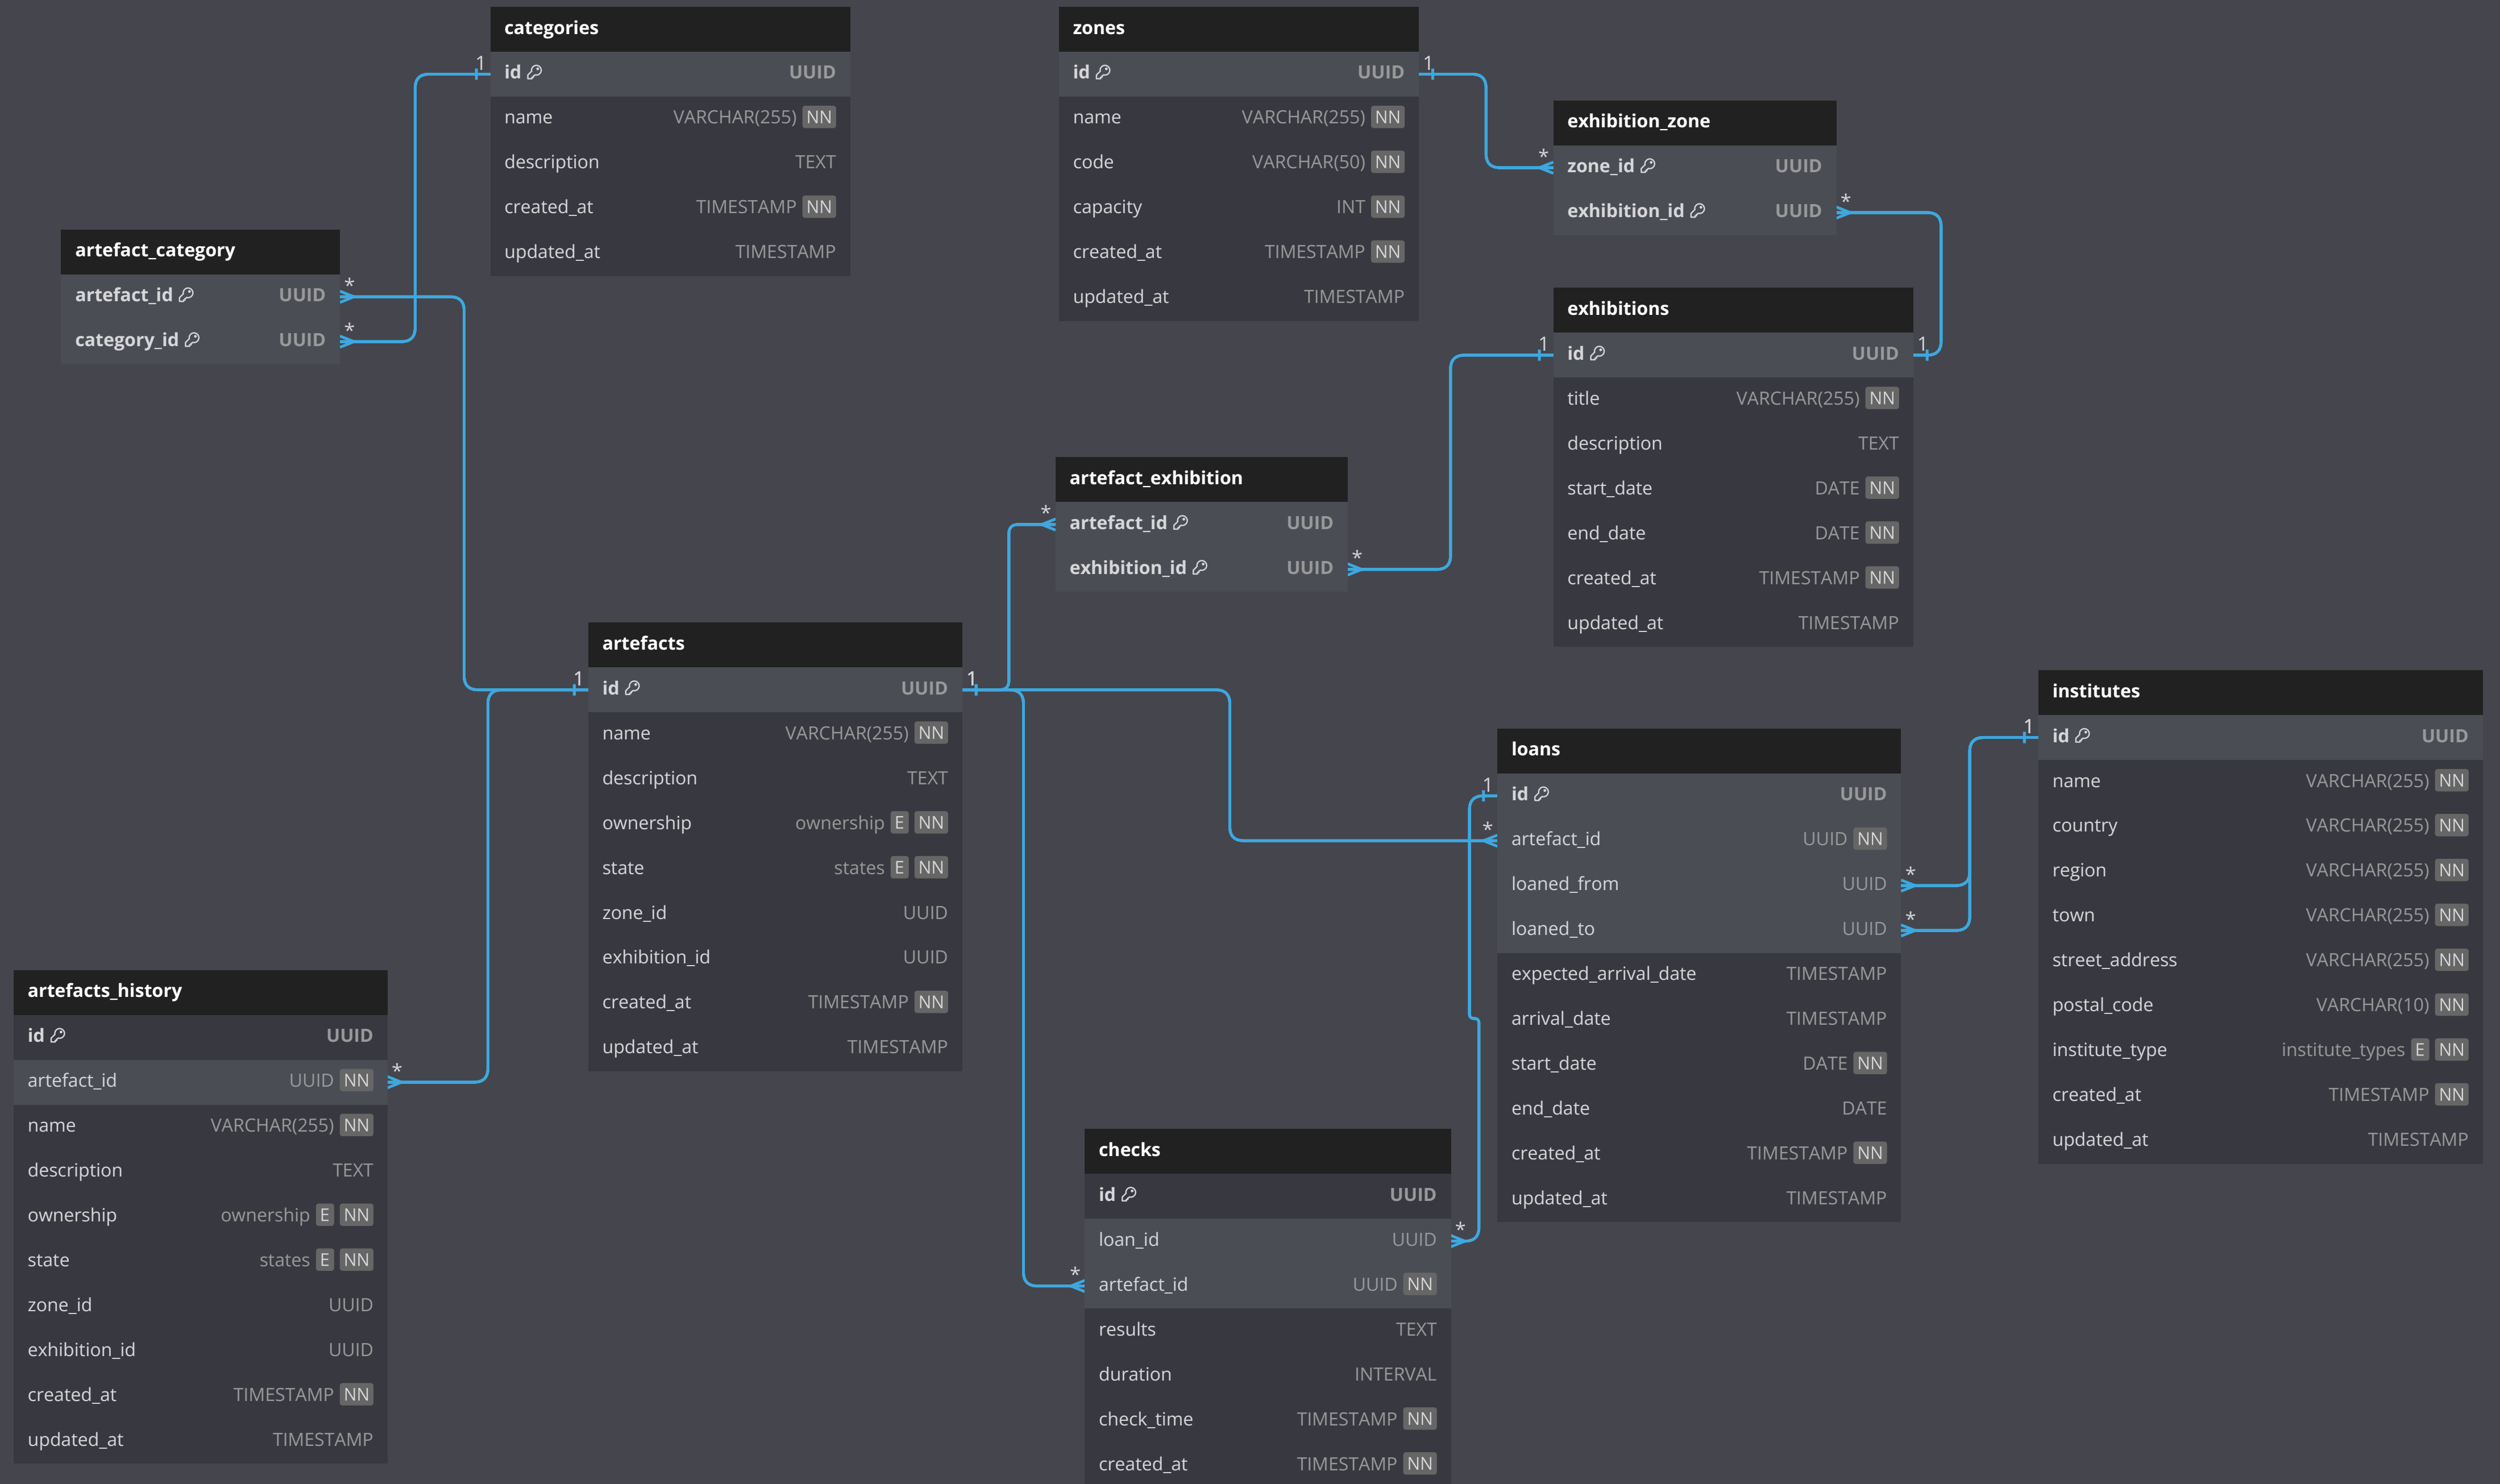 categories
id UUID
name VARCHAR(255) NN
description TEXT
created_at TIMESTAMP NN
updated_at TIMESTAMP
1
zones
id UUID
name VARCHAR(255) NN
code VARCHAR(50) NN
capacity INT NN
created_at TIMESTAMP NN
updated_at TIMESTAMP
1
exhibition_zone
* zone_id UUID
exhibition_id UUID *
artefact_category
artefact_id UUID *
category_id UUID *
exhibitions
1 id UUID 1
title VARCHAR(255) NN
description TEXT
start_date DATE NN
end_date DATE NN
created_at TIMESTAMP NN
updated_at TIMESTAMP
artefact_exhibition
* artefact_id UUID
exhibition_id UUID *
artefacts
1 id UUID 1
name VARCHAR(255) NN
description TEXT
ownership ownership E NN
state states E NN
zone_id UUID
exhibition_id UUID
created_at TIMESTAMP NN
updated_at TIMESTAMP
institutes
1 id UUID
name VARCHAR(255) NN
country VARCHAR(255) NN
region VARCHAR(255) NN
town VARCHAR(255) NN
street_address VARCHAR(255) NN
postal_code VARCHAR(10) NN
institute_type institute_types E NN
created_at TIMESTAMP NN
updated_at TIMESTAMP
loans
1 id UUID
* artefact_id UUID NN
loaned_from UUID *
loaned_to UUID *
expected_arrival_date TIMESTAMP
arrival_date TIMESTAMP
start_date DATE NN
end_date DATE
created_at TIMESTAMP NN
updated_at TIMESTAMP
artefacts_history
id UUID
artefact_id UUID NN *
name VARCHAR(255) NN
description TEXT
ownership ownership E NN
state states E NN
zone_id UUID
exhibition_id UUID
created_at TIMESTAMP NN
updated_at TIMESTAMP
checks
id UUID
loan_id UUID *
* artefact_id UUID NN
results TEXT
duration INTERVAL
check_time TIMESTAMP NN
created_at TIMESTAMP NN